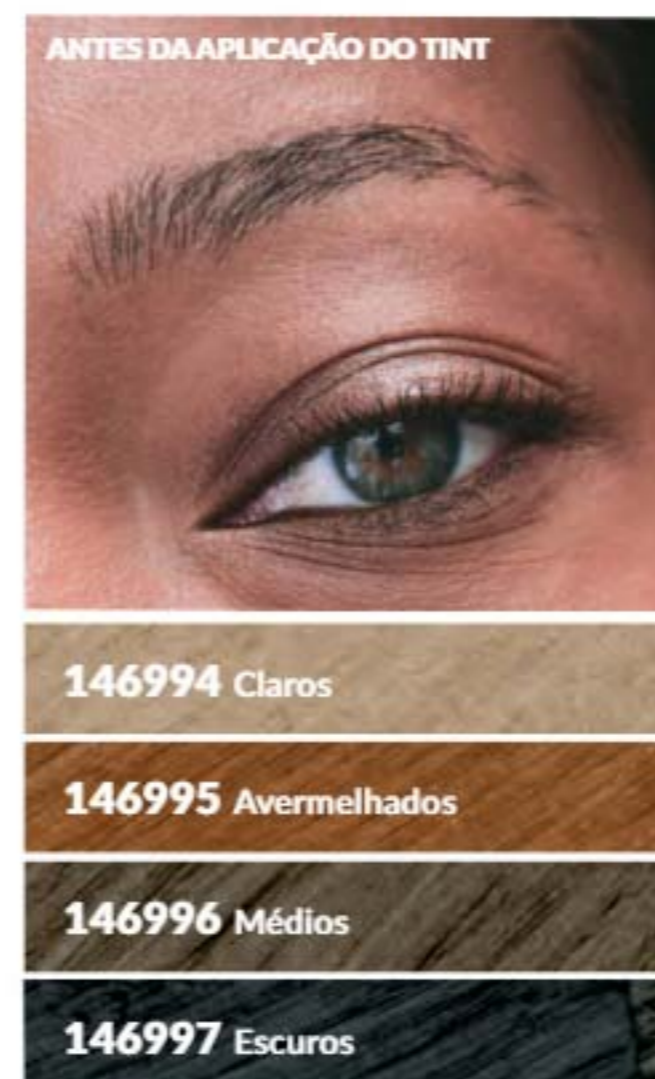 ANTES DA APLICAÇÃO DO TINT
146994 Claros
146995 Avermelhados
146996 Médios
146997 Escuros